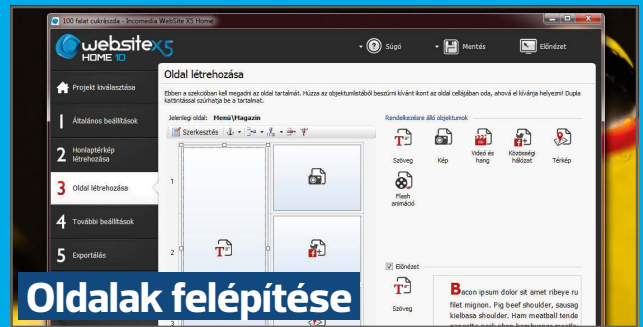 100 falat cukrászda - Incomedia WebSite X5 Home
websitex5
HOME 10
Súgó
Mentés
Előnézet
Projekt kiválasztása
1 Általános beállítások
2 Honlaptérkép
létrehozása
3 Oldal létrehozása
4 További beállítások
5 Exportálás
Oldal létrehozása
Ebben a szekcióban kell megadni az oldal tartalmát. Húzza az objektumlistából beszúrni kívánt ikont az oldal cellájában oda, ahová el kívánja helyezni! Dupla
kattintással szúrhatja be a tartalmat.
Jelenlegi oldal: Menü\Magazin
Szerkesztés
1
2
3
Rendelkezésre álló objektumok
Szöveg
Kép
Videó és
hang
Közösségi
hálózat
Térkép
Flash
animáció
Előnézet
Szöveg
Bacon ipsum dolor sit amet ribeye ru
filet mignon. Pig beef shoulder, sausag
kielbasa shoulder. Ham meatball tende
Oldalak felépítése